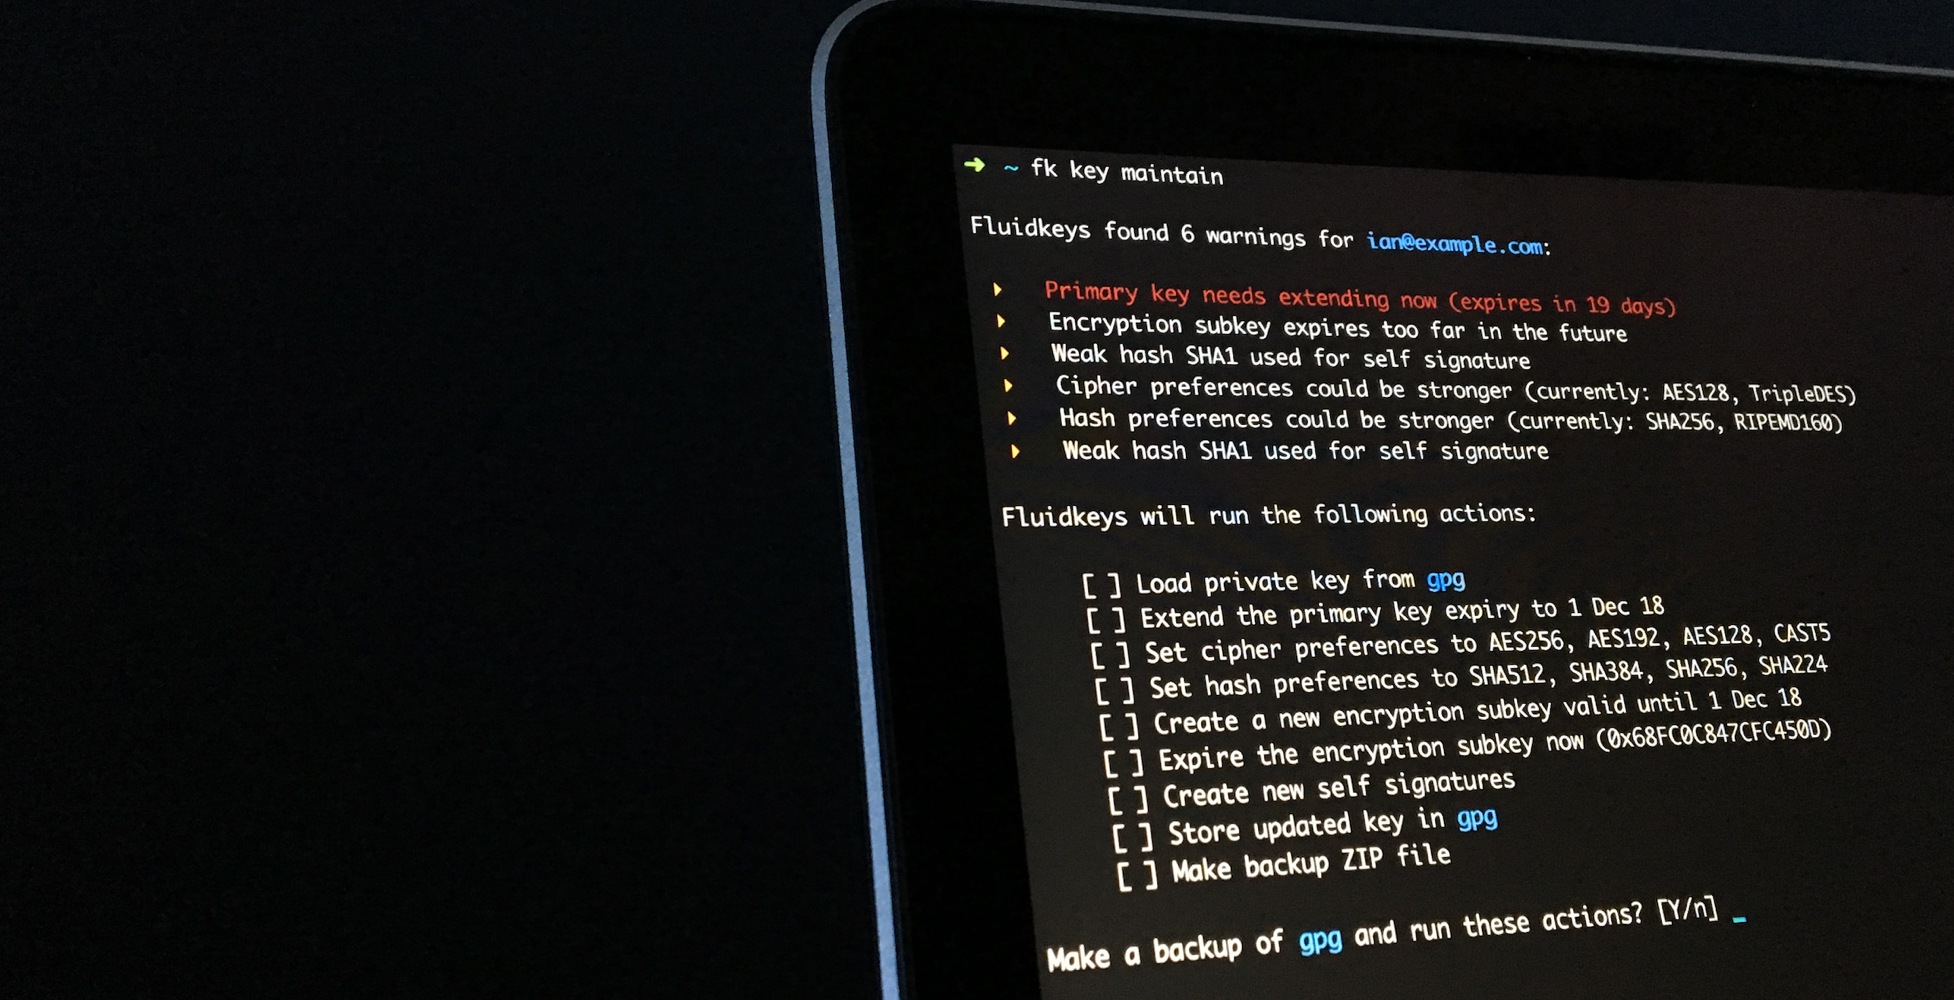 ➜ ~ fk key maintain
Fluidkeys found 6 warnings for ian@example.com:
▸ Primary key needs extending now (expires in 19 days)
▸ Encryption subkey expires too far in the future
▸ Weak hash SHA1 used for self signature
▸ Cipher preferences could be stronger (currently: AES128, TripleDES)
▸ Hash preferences could be stronger (currently: SHA256, RIPEMD160)
▸ Weak hash SHA1 used for self signature
Fluidkeys will run the following actions:
[ ] Load private key from gpg
[ ] Extend the primary key expiry to 1 Dec 18
[ ] Set cipher preferences to AES256, AES192, AES128, CAST5
[ ] Set hash preferences to SHA512, SHA384, SHA256, SHA224
[ ] Create a new encryption subkey valid until 1 Dec 18
[ ] Expire the encryption subkey now (0x68FC0C847CFC450D)
[ ] Create new self signatures
[ ] Store updated key in gpg
[ ] Make backup ZIP file
Make a backup of gpg and run these actions? [Y/n] _